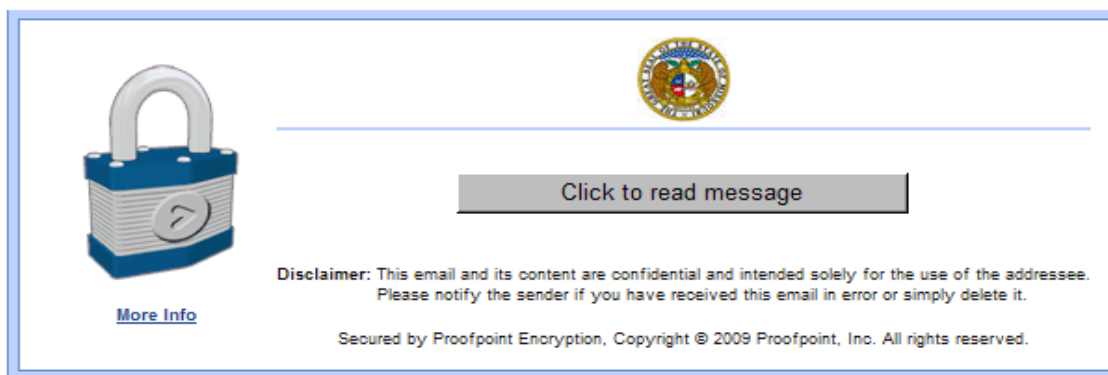 Click to read message
Disclaimer: This email and its content are confidential and intended solely for the use of the addressee.
Please notify the sender if you have received this email in error or simply delete it.
More Info
Secured by Proofpoint Encryption, Copyright © 2009 Proofpoint, Inc. All rights reserved.